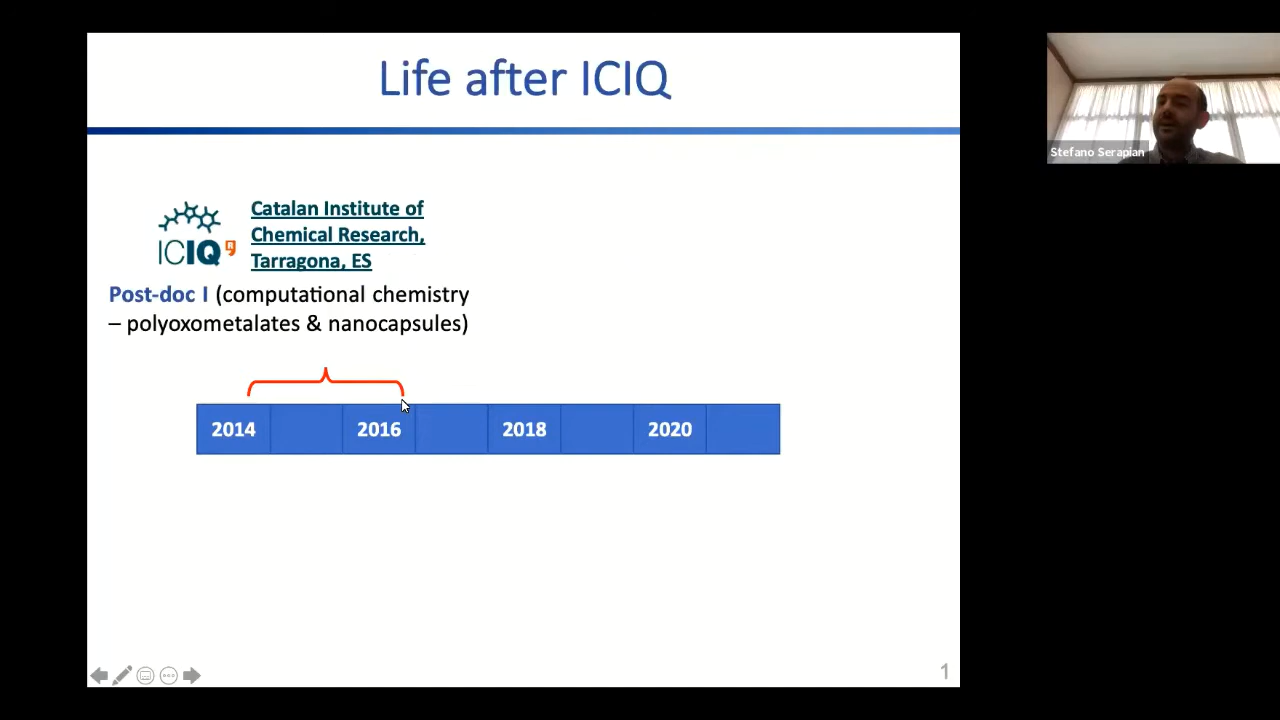 Life after ICIQ
Stefano Serapian
ICIQ
Catalan Institute of
Chemical Research,
Tarragona, ES
Post-doc I (computational chemistry
– polyoxometalates & nanocapsules)
2014 2016 2018 2020
1